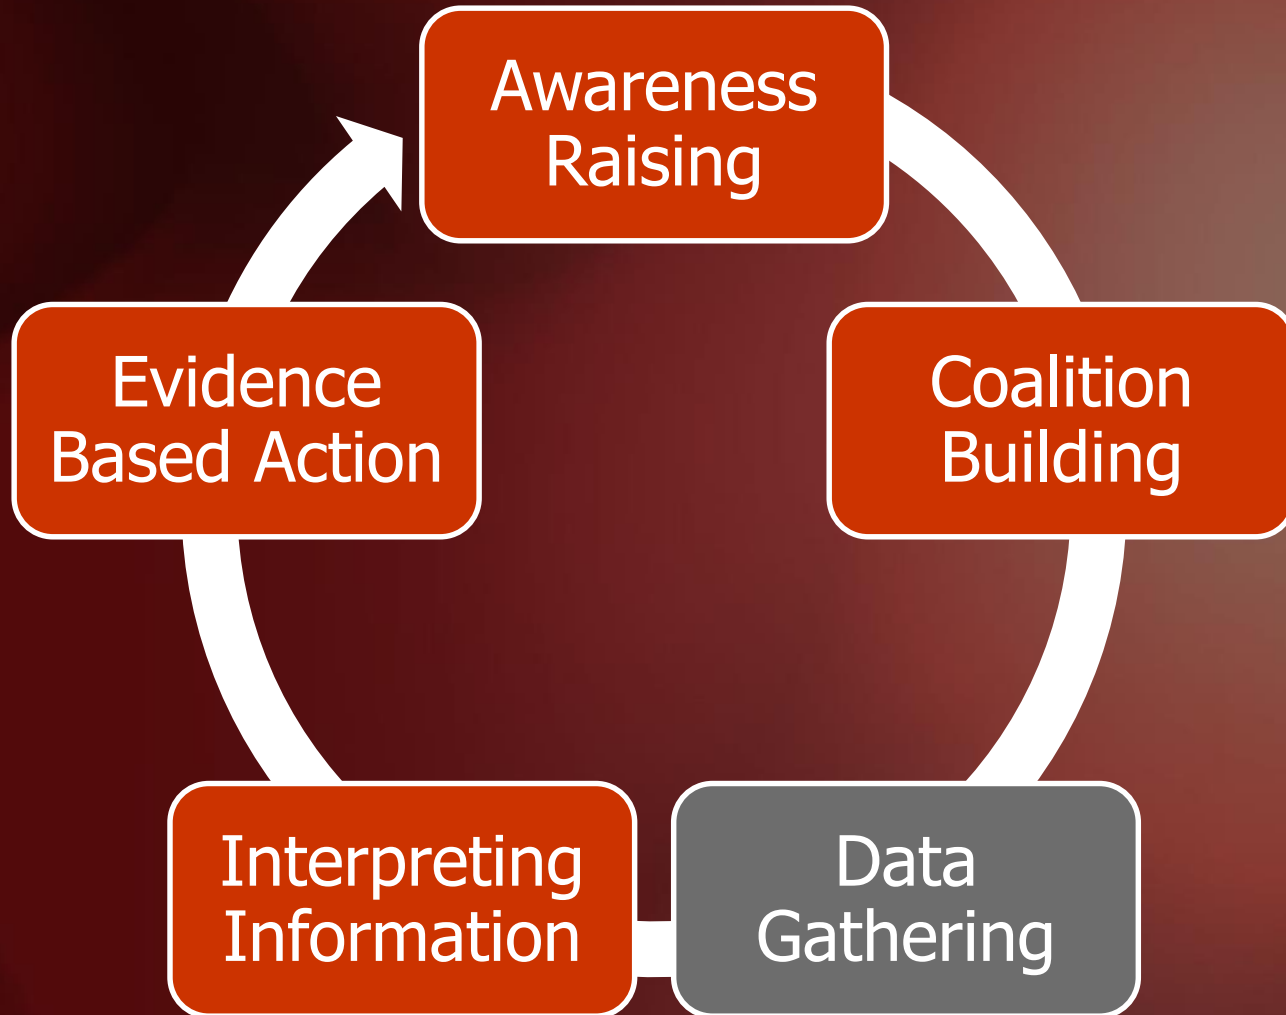 Awareness
Raising
Coalition
Building
Data
Gathering
Interpreting
Information
Evidence
Based Action